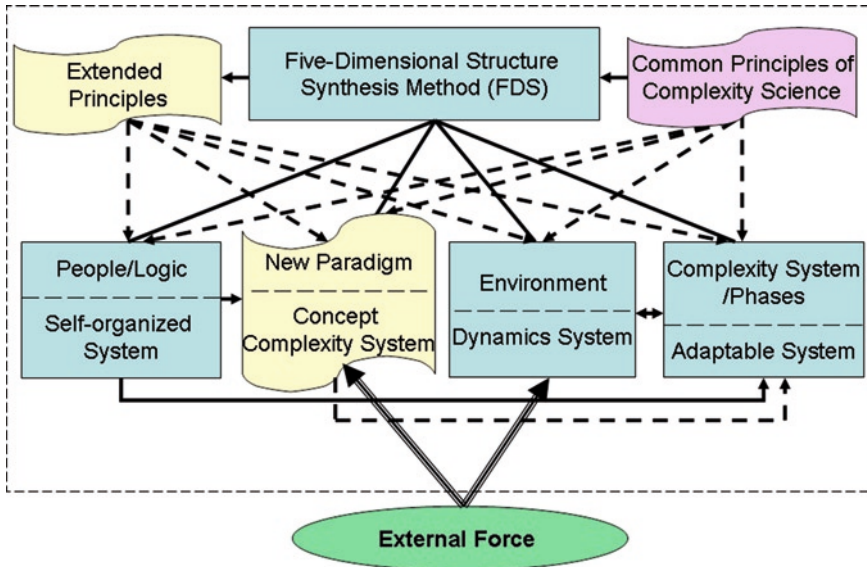 Extended
Principles
Five-Dimensional Structure
Synthesis Method (FDS)
Common Principles of
Complexity Science
People/Logic
Self-organized
System
New Paradigm
Concept
Complexity System
Environment
Dynamics System
Complexity System
/Phases
Adaptable System
External Force